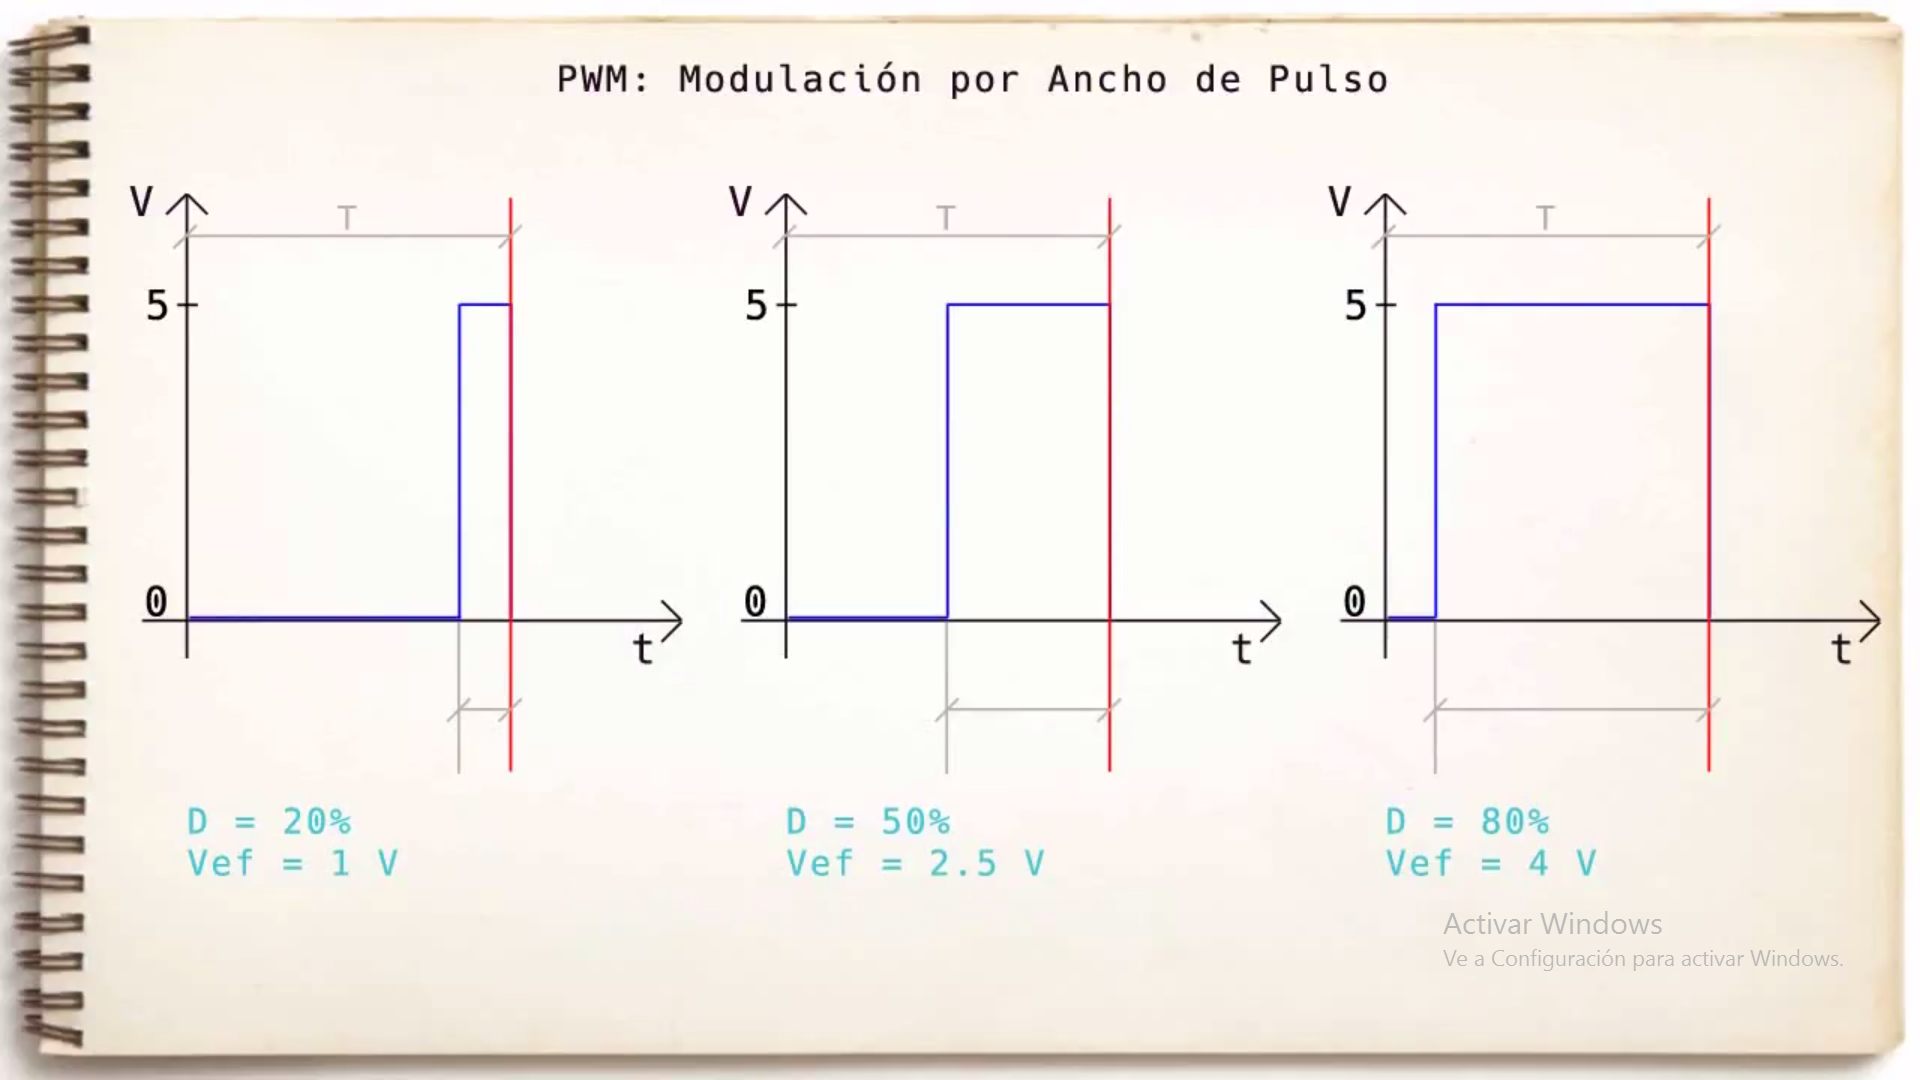 PWM: Modulación por Ancho de Pulso
V
T
5
0
t
D = 20%
Vef = 1 V
V
T
5
0
t
D = 50%
Vef = 2.5 V
V
T
5
0
t
D = 80%
Vef = 4 V
Activar Windows
Ve a Configuración para activar Windows.